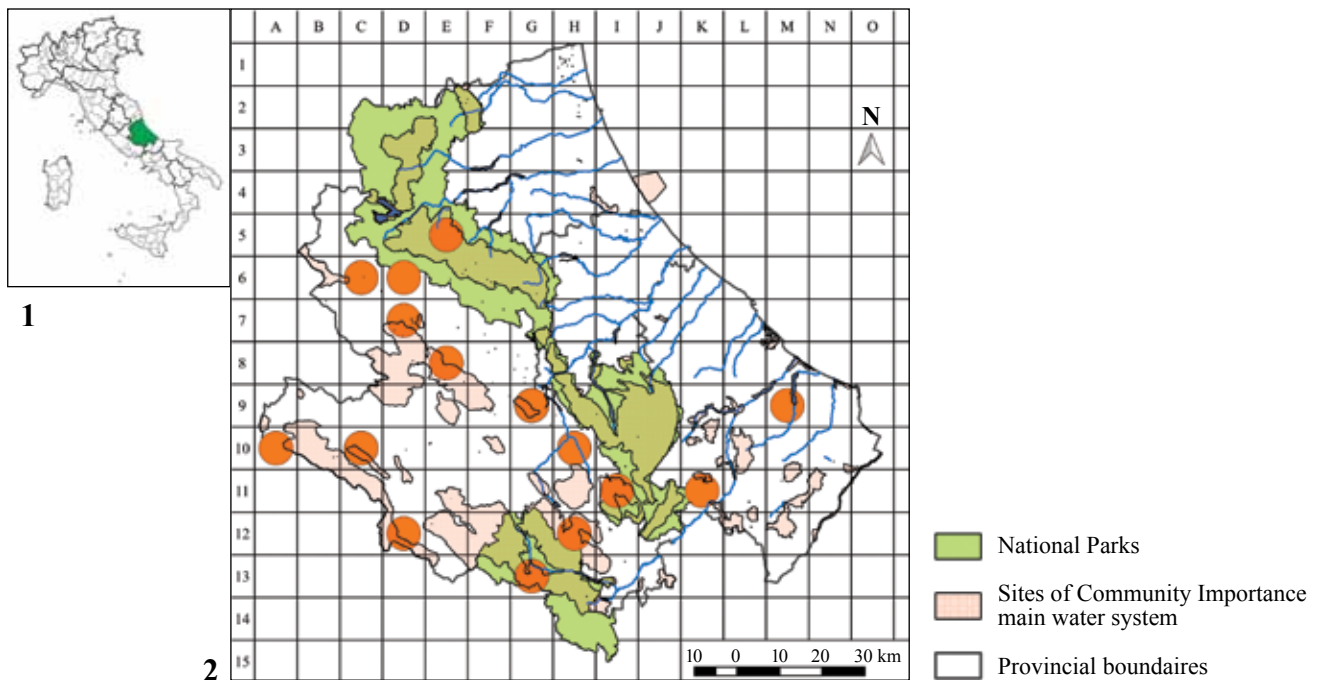 A B C D E F G H I J K L M N O
1
2
3
4
5
6
7
8
9
10
11
12
13
14
15
N
10 0 10 20 30 km
1
2
National Parks
Sites of Community Importance
main water system
Provincial boundaires